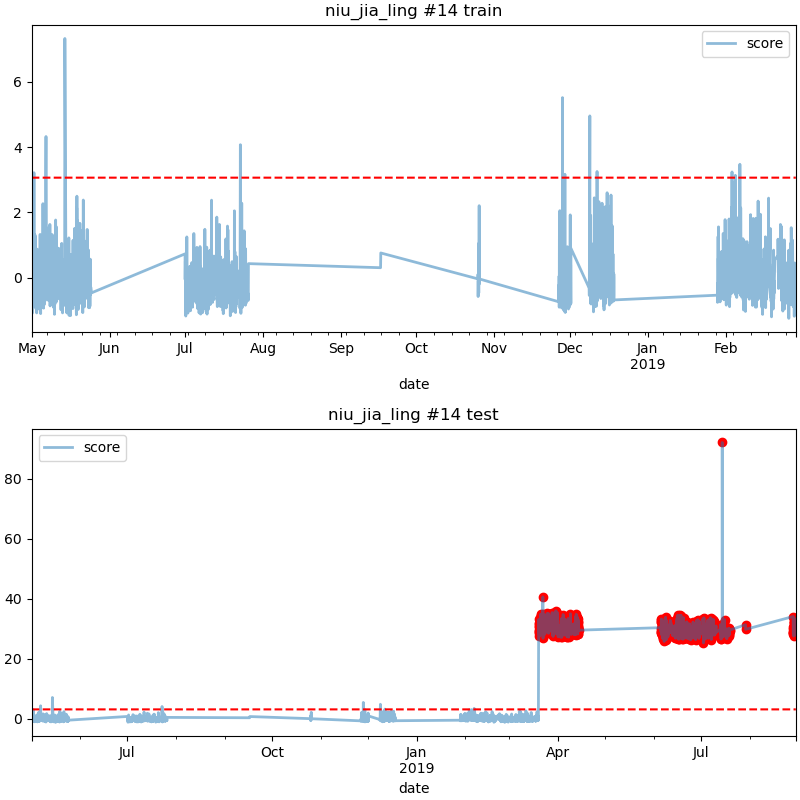 niu_jia_ling #14 train
score
6
4
2
0
May Jun Jul Aug Sep Oct Nov Dec Jan Feb
2019
date
niu_jia_ling #14 test
score
80
60
40
20
0
Jul Oct Jan Apr Jul
2019
date